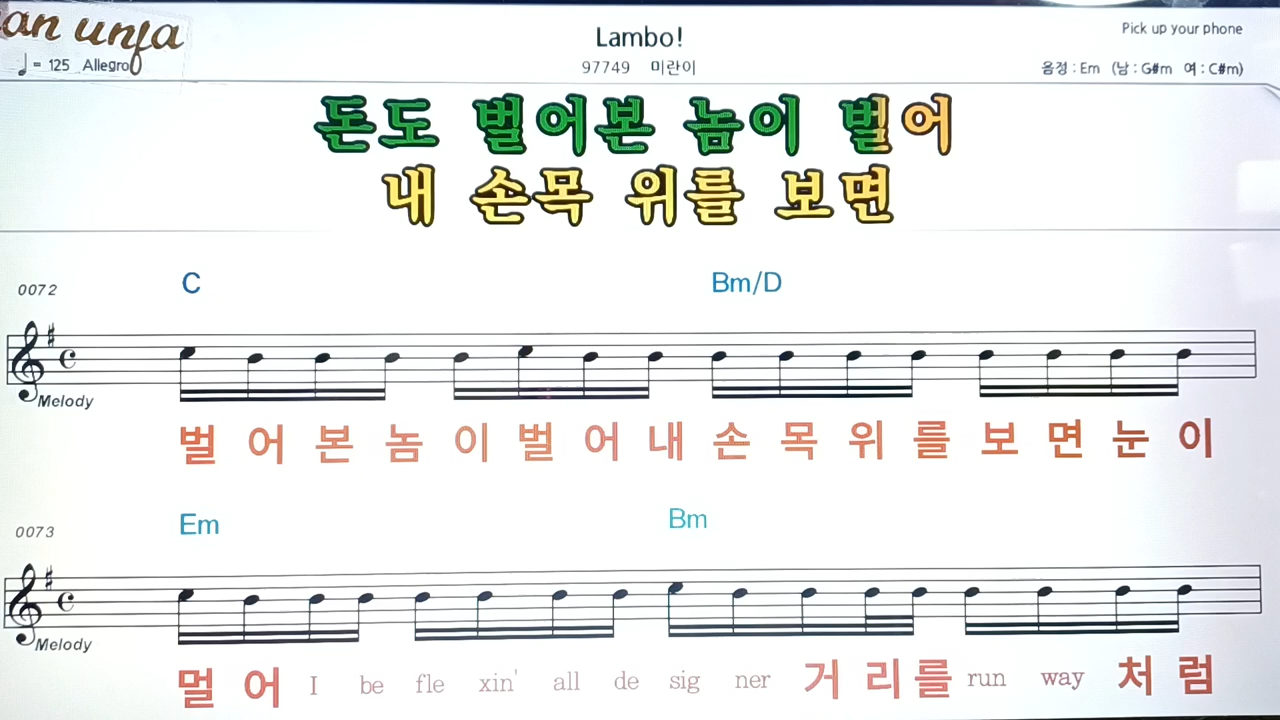 an unfa
Lambo!
Pick up your phone
♩= 125 Allegro
97749 미란이
음정 : Em (남 : G#m 여 : C#m)
돈도 벌어본 놈이 벌어
내 손목 위를 보면
0072
C Bm/D
Melody
벌 어 본 놈 이 벌 어 내 손 목 위 를 보 면 눈 이
0073
Em Bm
Melody
멀 어 I be fle xin' all de sig ner 거 리 를 run way 처 럼